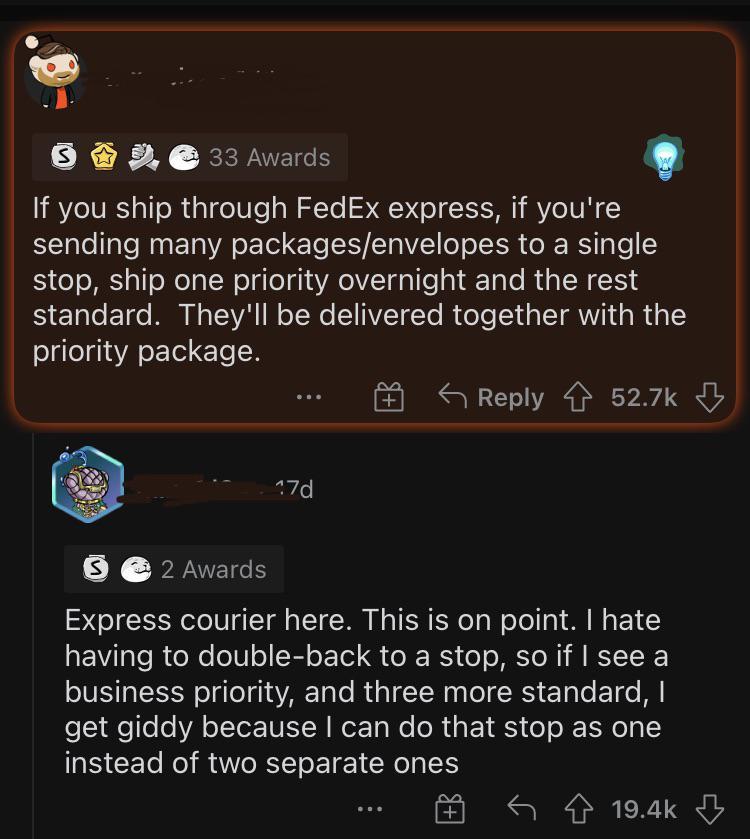 33 Awards
If you ship through FedEx express, if you're
sending many packages/envelopes to a single
stop, ship one priority overnight and the rest
standard.  They'll be delivered together with the
priority package.
Reply 52.7k
17d
2 Awards
Express courier here. This is on point. I hate
having to double-back to a stop, so if I see a
business priority, and three more standard, I
get giddy because I can do that stop as one
instead of two separate ones
19.4k